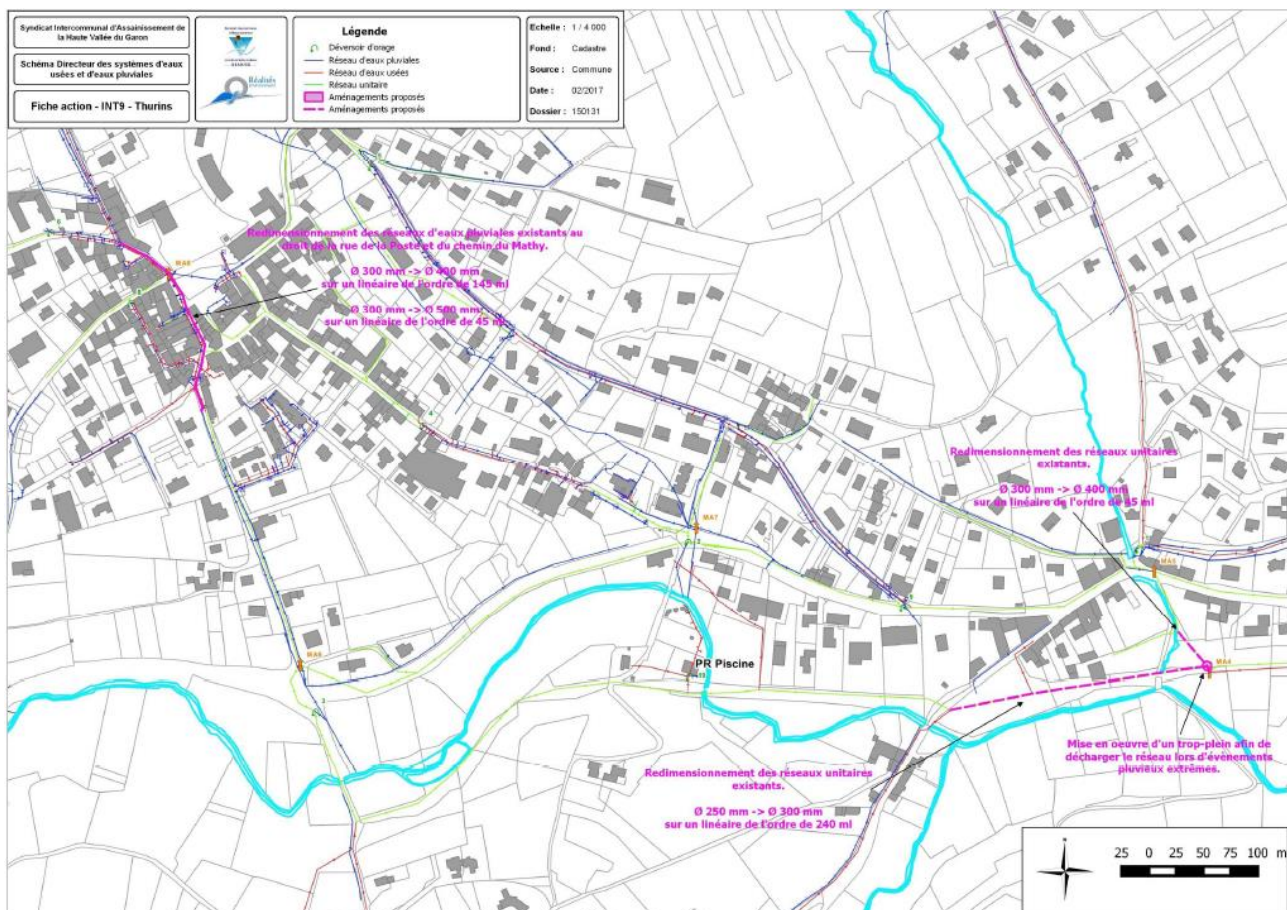 Syndicat Intercommunal d'Assainissement de
la Haute Vallée du Garon
Schéma Directeur des systèmes d'eaux
usées et d'eaux pluviales
Fiche action - INT9 - Thurins
Réalités
Légende
Déversoir d'orage
Réseau d'eaux pluviales
Réseau d'eaux usées
Réseau unitaire
Aménagements proposés
Aménagements proposés
Echelle : 1 / 4 000
Fond : Cadastre
Source : Commune
Date : 02/2017
Dossier : 150131
Redimensionnement des réseaux d'eaux pluviales existants au
droit de la rue de la Poste et du chemin du Mathy.
Ø 300 mm -> Ø 400 mm
sur un linéaire de l'ordre de 145 ml
Ø 300 mm -> Ø 500 mm
sur un linéaire de l'ordre de 45 ml
4
Redimensionnement des réseaux unitaires
existants.
Ø 300 mm -> Ø 400 mm
sur un linéaire de l'ordre de 45 ml
MA7
PR Piscine
MA4
Mise en oeuvre d'un trop-plein afin de
décharger le réseau lors d'évènements
pluvieux extrêmes.
Redimensionnement des réseaux unitaires
existants.
Ø 250 mm -> Ø 300 mm
sur un linéaire de l'ordre de 240 ml
25 0 25 50 75 100 m